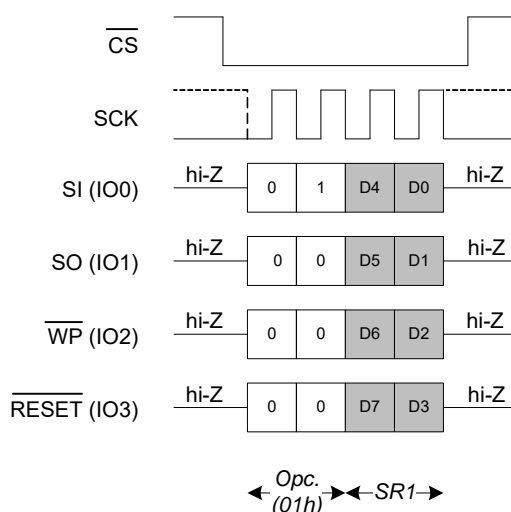 CS
SCK
hi-Z hi-Z
SI (IO0) 0 1 D4 D0
hi-Z hi-Z
SO (IO1) 0 0 D5 D1
hi-Z hi-Z
WP (IO2) 0 0 D6 D2
hi-Z hi-Z
RESET (IO3) 0 0 D7 D3
Opc.
(01h)
SR1